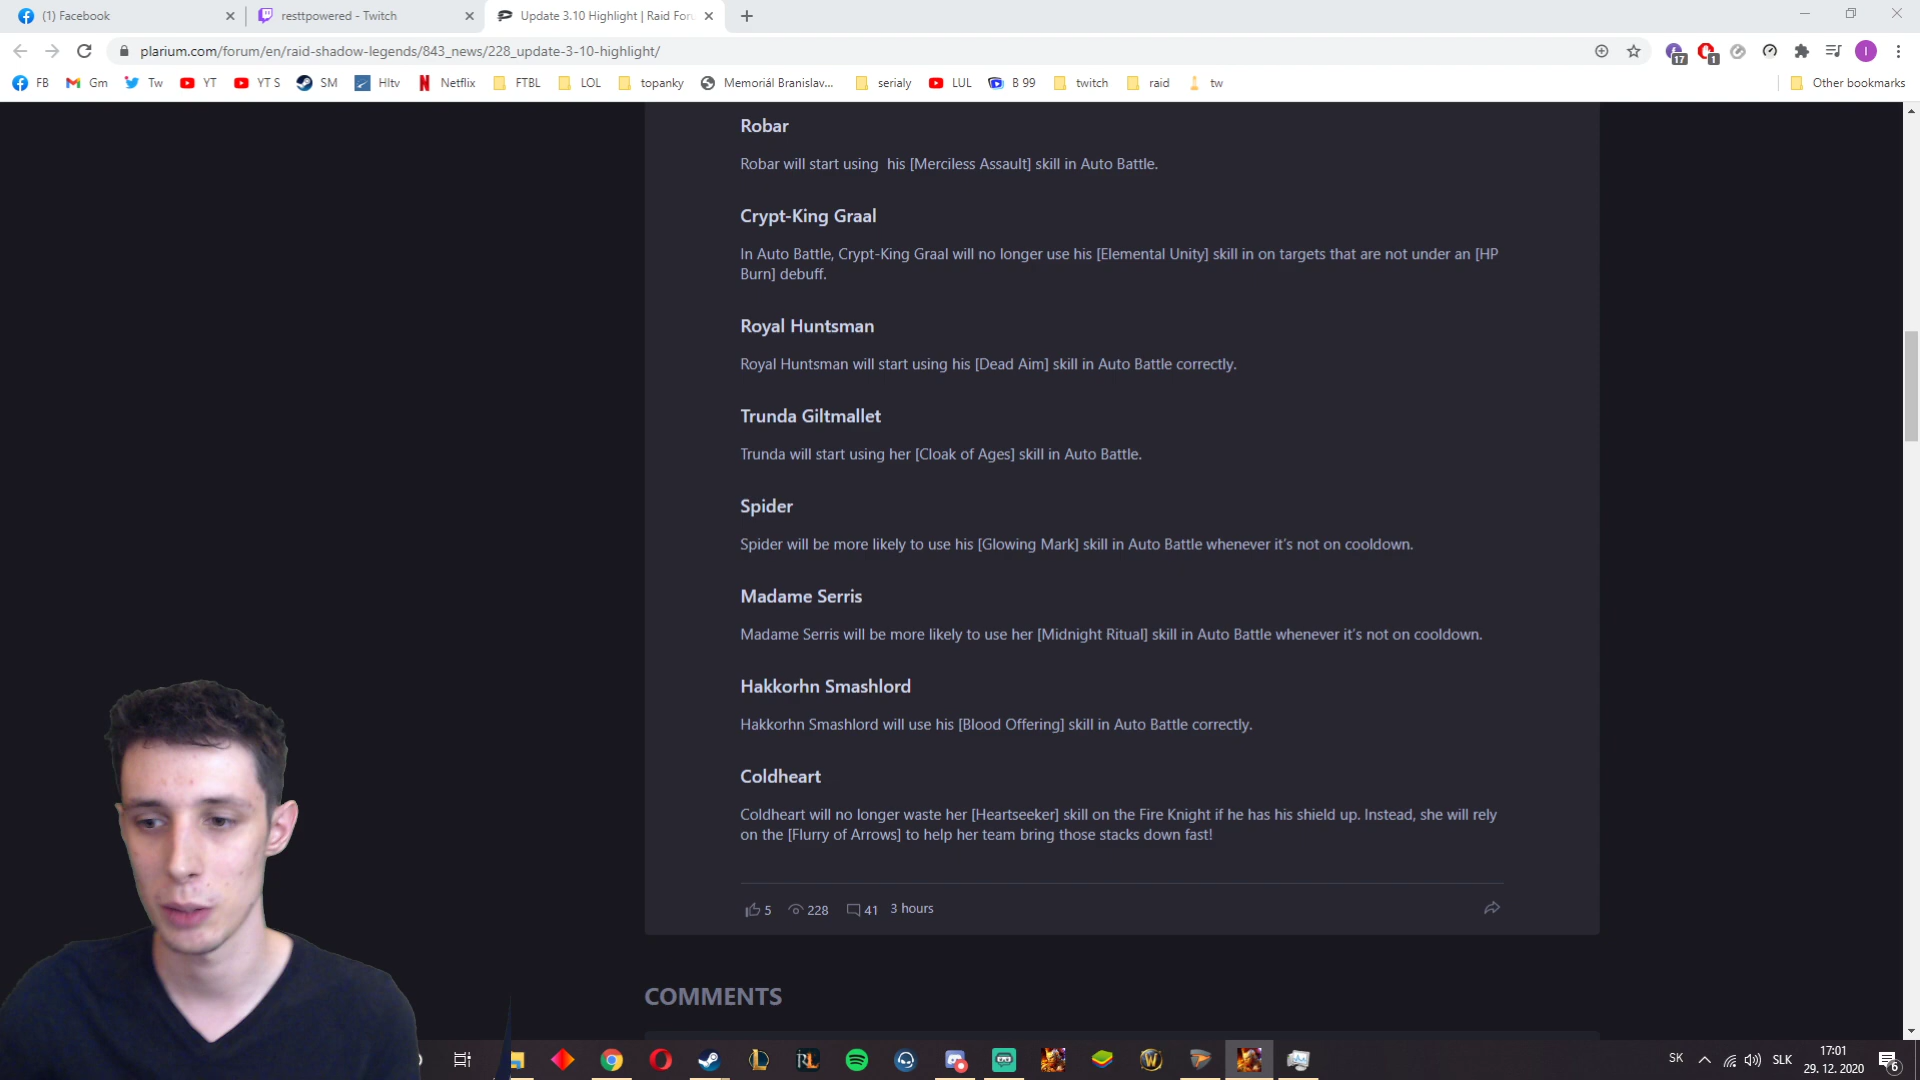 (1) Facebook
resttpowered - Twitch
Update 3.10 Highlight | Raid For
plarium.com/forum/en/raid-shadow-legends/843_news/228_update-3-10-highlight/
17
1
I
FB
Gm
Tw
YT
YT S
SM
Hltv
Netflix
FTBL
LOL
topanky
Memoriál Branislav...
serialy
LUL
B 99
twitch
raid
tw
Other bookmarks
Robar
Robar will start using his [Merciless Assault] skill in Auto Battle.
Crypt-King Graal
In Auto Battle, Crypt-King Graal will no longer use his [Elemental Unity] skill in on targets that are not under an [HP
Burn] debuff.
Royal Huntsman
Royal Huntsman will start using his [Dead Aim] skill in Auto Battle correctly.
Trunda Giltmallet
Trunda will start using her [Cloak of Ages] skill in Auto Battle.
Spider
Spider will be more likely to use his [Glowing Mark] skill in Auto Battle whenever it's not on cooldown.
Madame Serris
Madame Serris will be more likely to use her [Midnight Ritual] skill in Auto Battle whenever it's not on cooldown.
Hakkorhn Smashlord
Hakkorhn Smashlord will use his [Blood Offering] skill in Auto Battle correctly.
Coldheart
Coldheart will no longer waste her [Heartseeker] skill on the Fire Knight if he has his shield up. Instead, she will rely
on the [Flurry of Arrows] to help her team bring those stacks down fast!
5
228
41
3 hours
COMMENTS
SK
SLK
17:01
29. 12. 2020
6